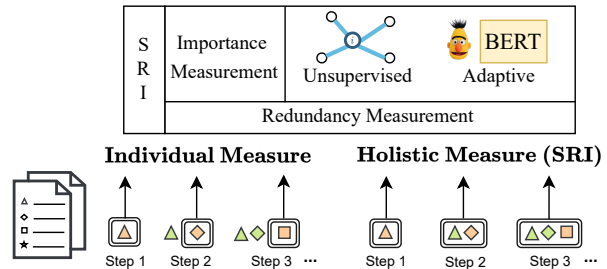 S
R
I
Importance
Measurement
i
Unsupervised
BERT
Adaptive
Redundancy Measurement
Individual Measure
Holistic Measure (SRI)
Step 1
Step 2
Step 3
...
Step 1
Step 2
Step 3
...